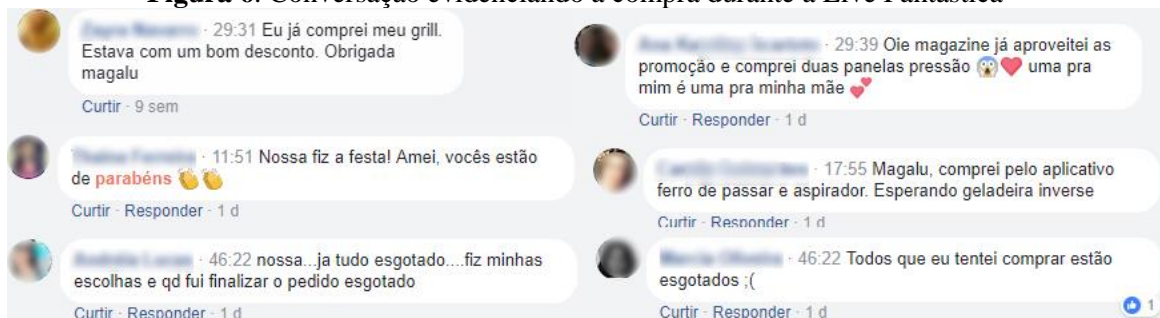 Figura 6: Conversação evidenciando a compra durante a Live Fantástica
· 29:31 Eu já comprei meu grill.
Estava com um bom desconto. Obrigada
magalu
Curtir · 9 sem
· 11:51 Nossa fiz a festa! Amei, vocês estão
de parabéns 👏👏
Curtir · Responder · 1 d
· 46:22 nossa...ja tudo esgotado....fiz minhas
escolhas e qd fui finalizar o pedido esgotado
Curtir · Responder · 1 d
· 29:39 Oie magazine já aproveitei as
promoção e comprei duas panelas pressão 😱❤️ uma pra
mim é uma pra minha mãe 💕
Curtir · Responder · 1 d
· 17:55 Magalu, comprei pelo aplicativo
ferro de passar e aspirador. Esperando geladeira inverse
Curtir · Responder · 1 d
· 46:22 Todos que eu tentei comprar estão
esgotados ;(
Curtir · Responder · 1 d
1